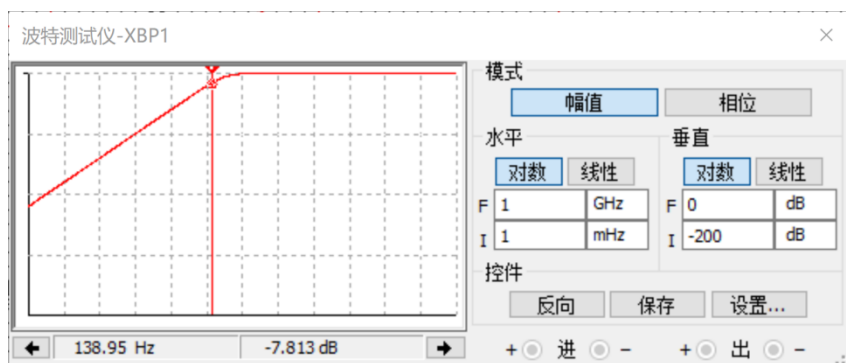 波特测试仪-XBP1
模式
幅值 相位
水平 垂直
对数 线性 对数 线性
F 1 GHz F 0 dB
I 1 mHz I -200 dB
控件
反向 保存 设置...
138.95 Hz -7.813 dB + 进 - + 出 -